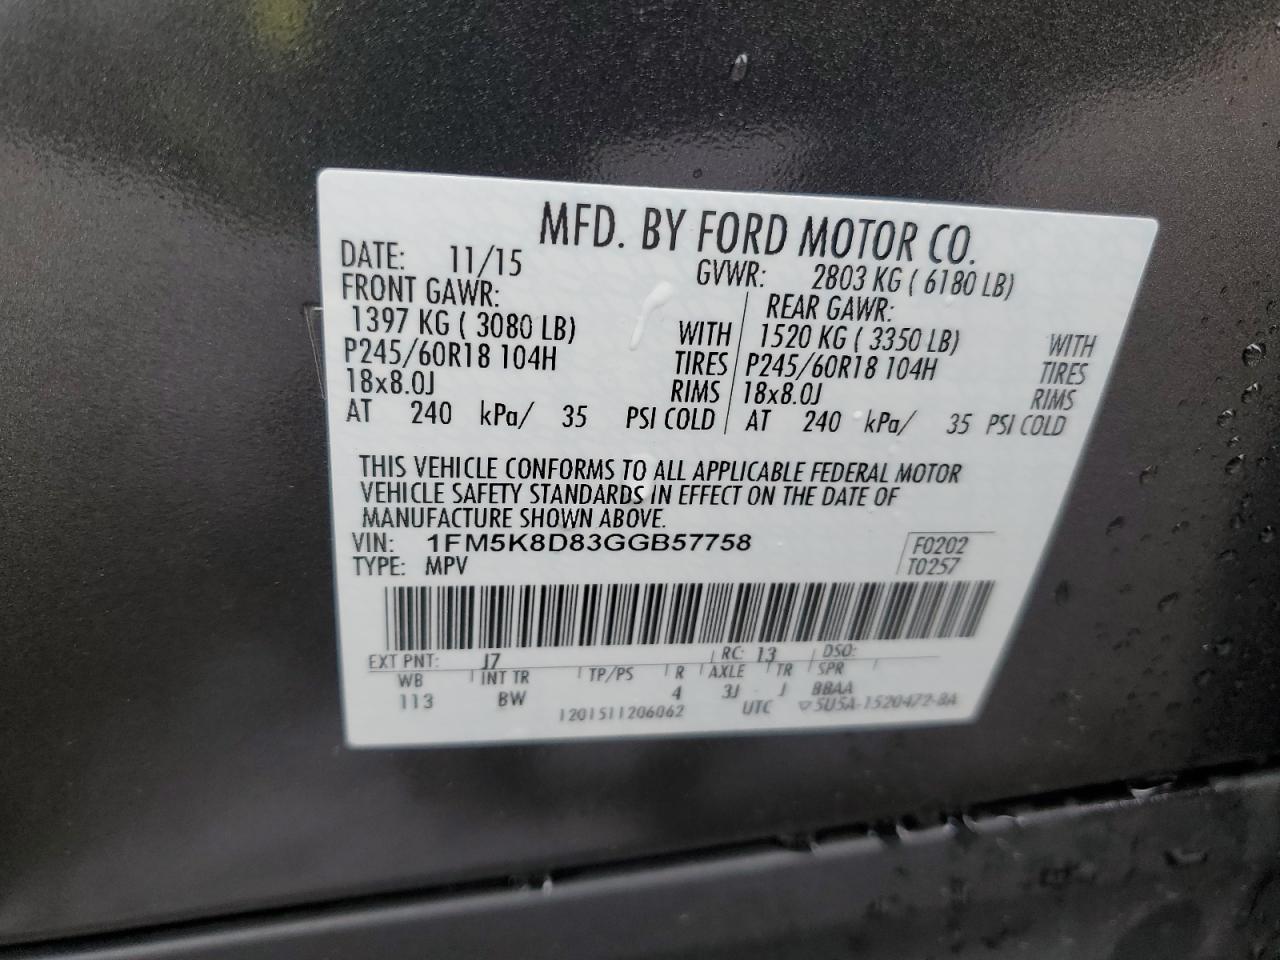 MFD. BY FORD MOTOR CO.
DATE: 11/15 GVWR: 2803 KG ( 6180 LB)
FRONT GAWR: REAR GAWR:
1397 KG ( 3080 LB) WITH 1520 KG ( 3350 LB) WITH
P245/60R18 104H TIRES P245/60R18 104H TIRES
18x8.0J RIMS 18x8.0J RIMS
AT 240 kPa/ 35 PSI COLD AT 240 kPa/ 35 PSI COLD
THIS VEHICLE CONFORMS TO ALL APPLICABLE FEDERAL MOTOR
VEHICLE SAFETY STANDARDS IN EFFECT ON THE DATE OF
MANUFACTURE SHOWN ABOVE.
VIN: 1FM5K8D83GGB57758 F0202
TYPE: MPV T0257
EXT PNT: J7 RC: 13 DSO:
WB INT TR TP/PS R AXLE TR SPR
113 BW 4 3J J BBAA
1201511206062 UTC ▽5U5A-1520472-8A